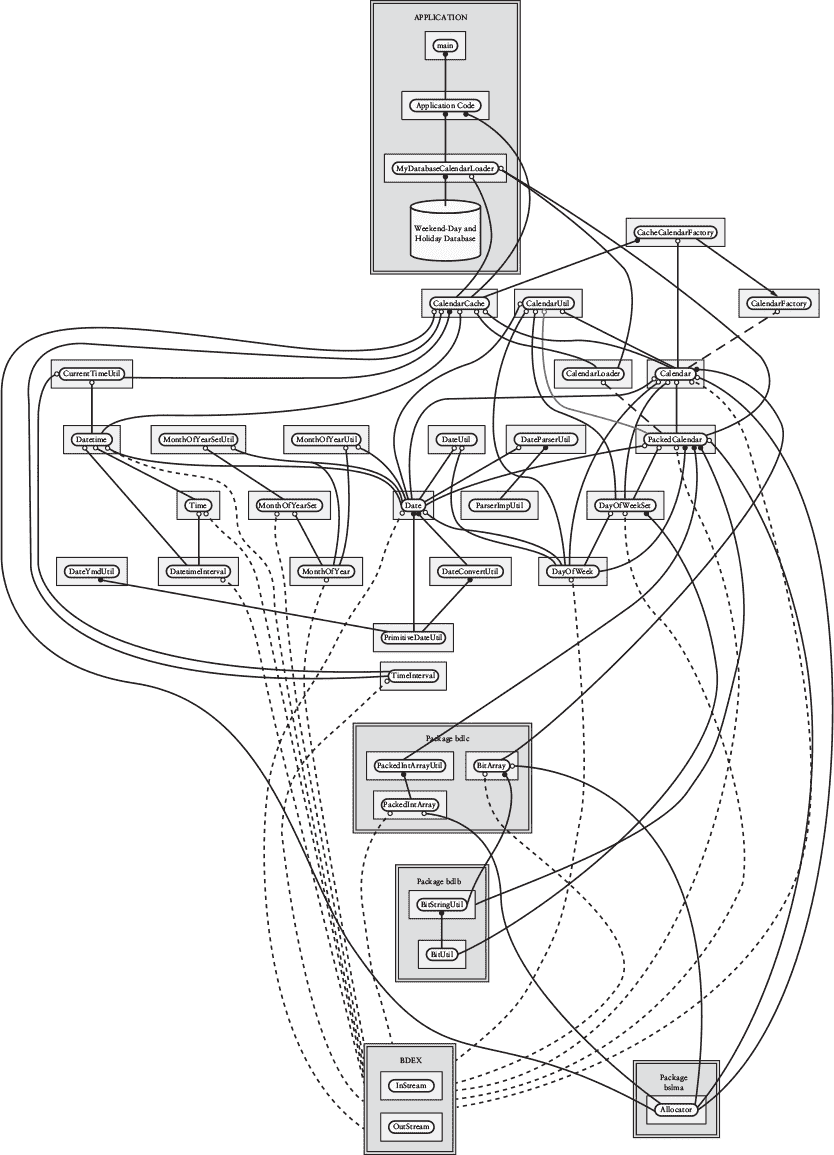 APPLICATION
main
Application Code
MyDatabaseCalendarLoader
Weekend-Day and
Holiday Database
CacheCalendarFactory
CalendarCache
CalendarUtil
CalendarFactory
CurrentTimeUtil
CalendarLoader
Calendar
Datetime
MonthOfYearSetUtil
MonthOfYearUtil
DateUtil
DateParserUtil
PackedCalendar
Time
MonthOfYearSet
Date
ParserImpUtil
DayOfWeekSet
DateYmdUtil
DatetimeInterval
MonthOfYear
DateConvertUtil
DayOfWeek
PrimitiveDateUtil
TimeInterval
Package bdlc
PackedIntArrayUtil
BitArray
PackedIntArray
Package bdlb
BitStringUtil
BitUtil
BDEX
InStream
OutStream
Package
bslma
Allocator